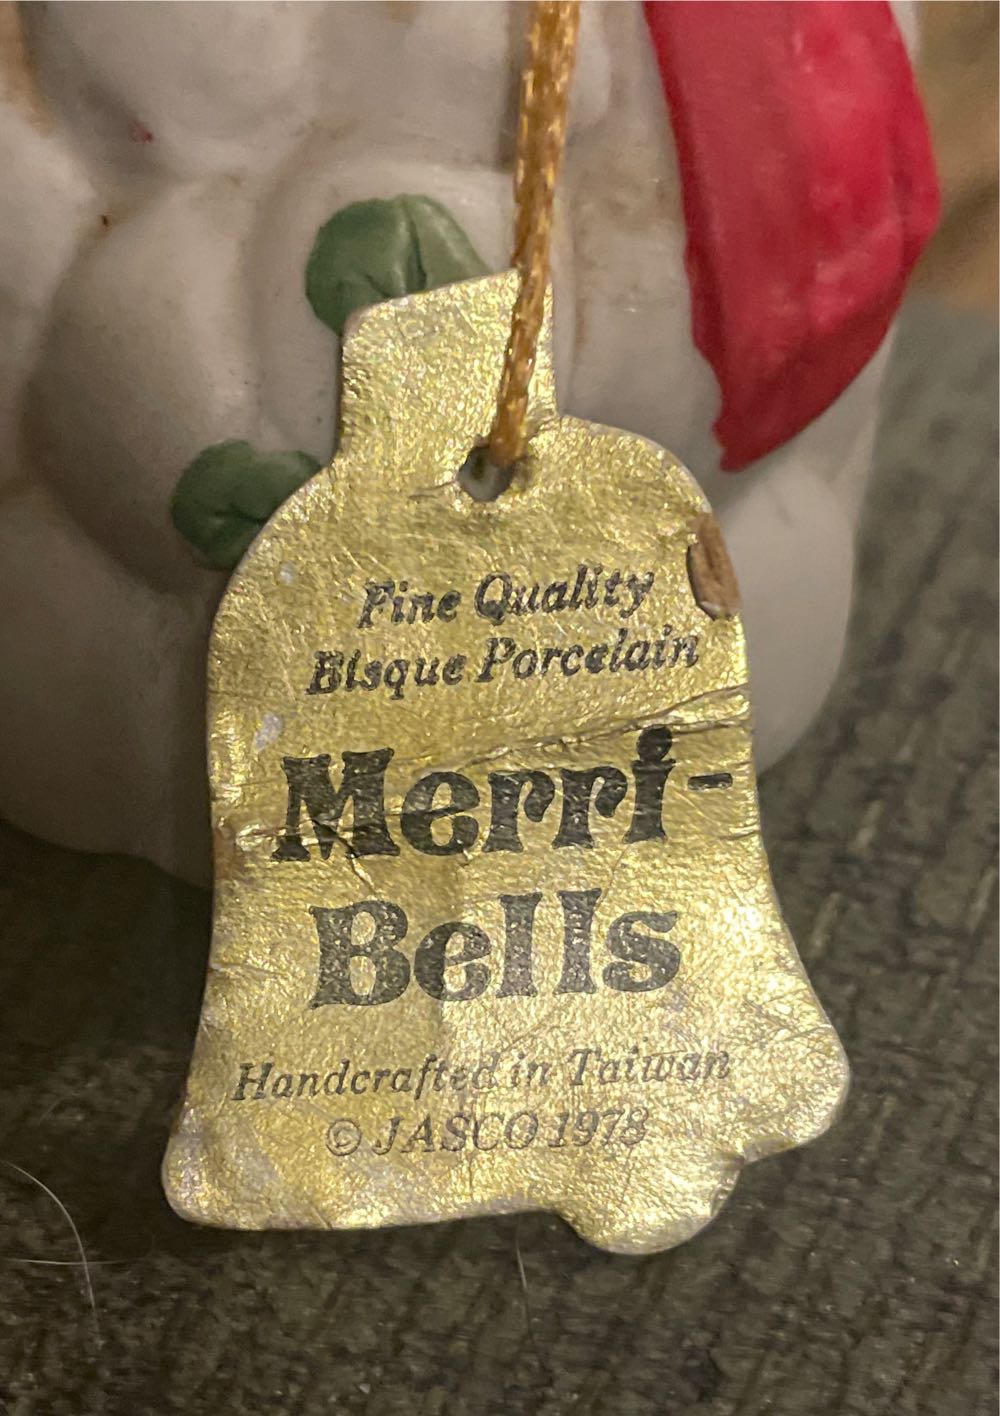 Fine Quality
Bisque Porcelain
Merri-
Bells
Handcrafted in Taiwan
© JASCO 1978